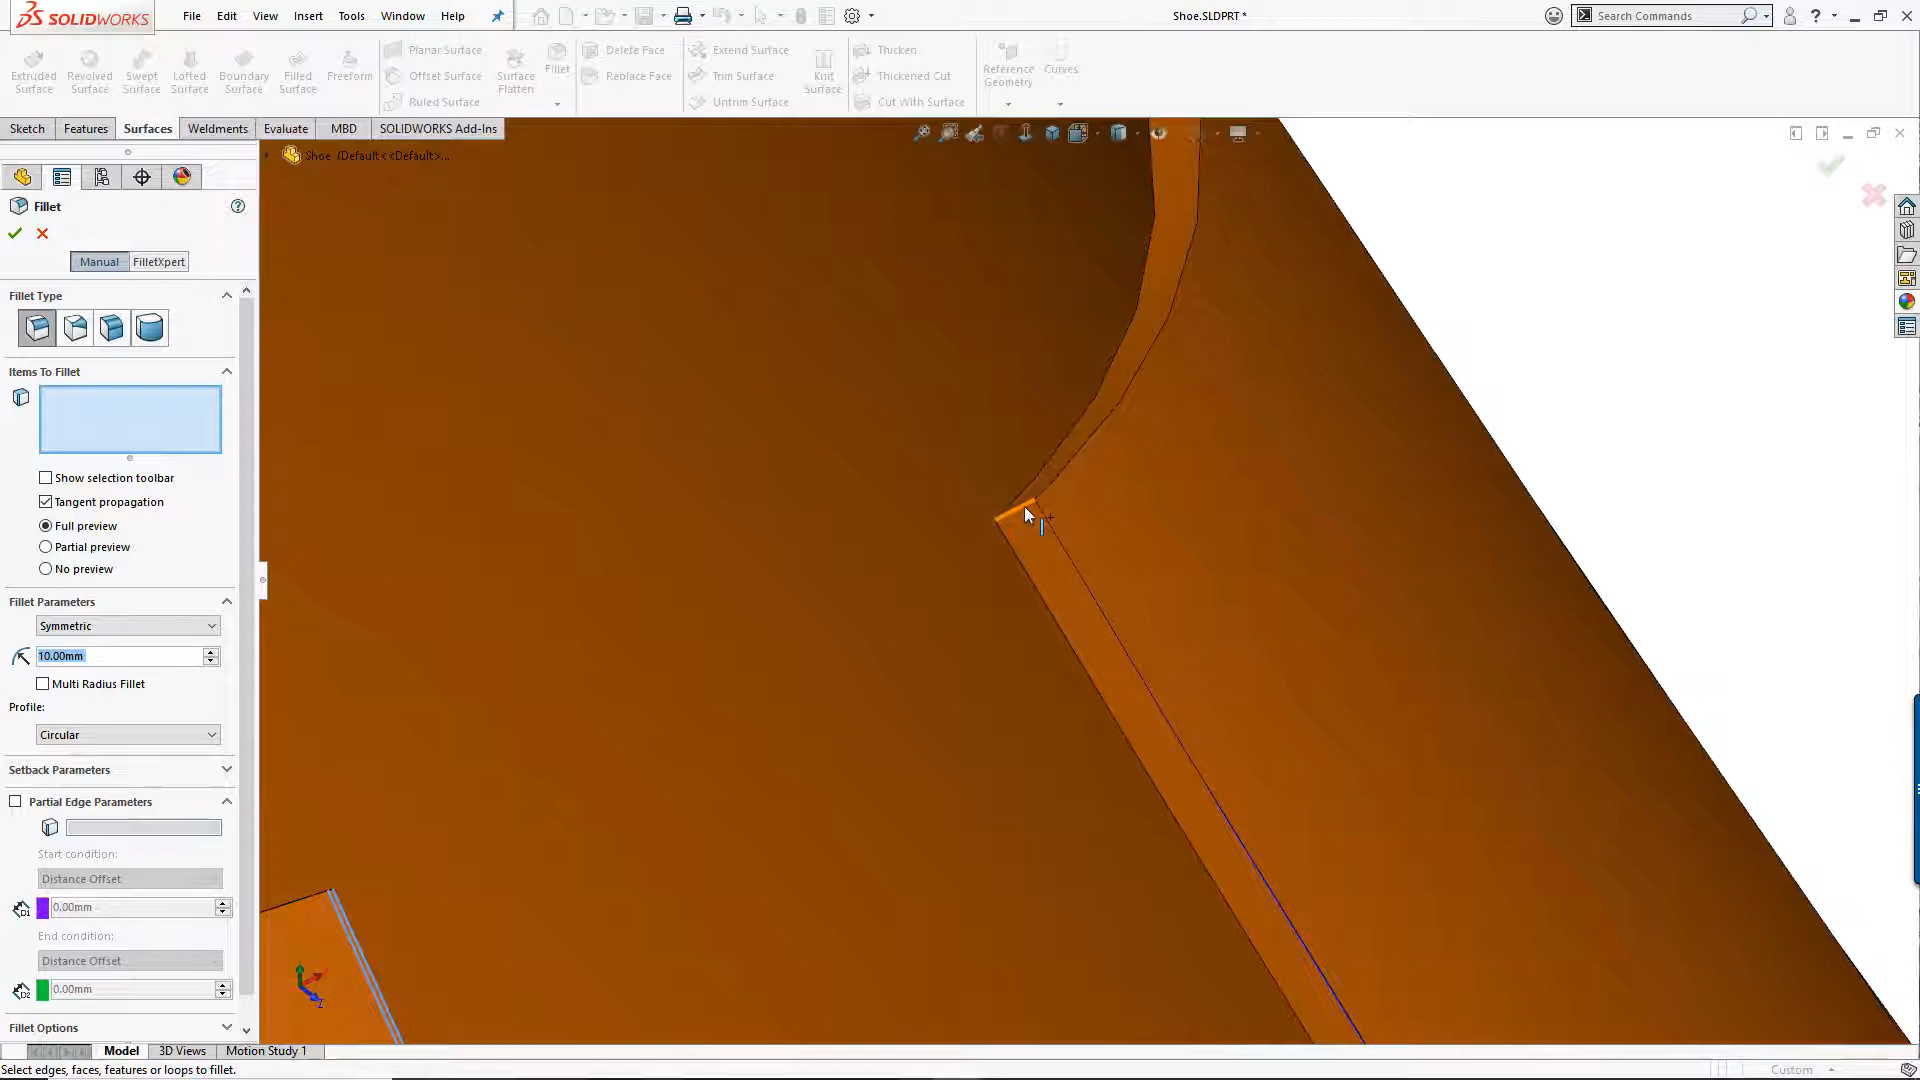 SOLIDWORKS File Edit View Insert Tools Window Help Shoe.SLDPRT * Search Commands
Extruded Surface
Revolved Surface
Swept Surface
Lofted Surface
Boundary Surface
Filled Surface
Freeform
Planar Surface
Offset Surface
Ruled Surface
Surface Flatten
Fillet
Delete Face
Replace Face
Extend Surface
Trim Surface
Untrim Surface
Knit Surface
Thicken
Thickened Cut
Cut With Surface
Reference Geometry
Curves
Sketch Features Surfaces Weldments Evaluate MBD SOLIDWORKS Add-Ins
Shoe (Default<<Default>...
Fillet
Manual FilletXpert
Fillet Type
Items To Fillet
Show selection toolbar
Tangent propagation
Full preview
Partial preview
No preview
Fillet Parameters
Symmetric
10.00mm
Multi Radius Fillet
Profile:
Circular
Setback Parameters
Partial Edge Parameters
Start condition:
Distance Offset
D1 0.00mm
End condition:
Distance Offset
D2 0.00mm
Fillet Options
Z
Model 3D Views Motion Study 1
Select edges, faces, features or loops to fillet. Custom